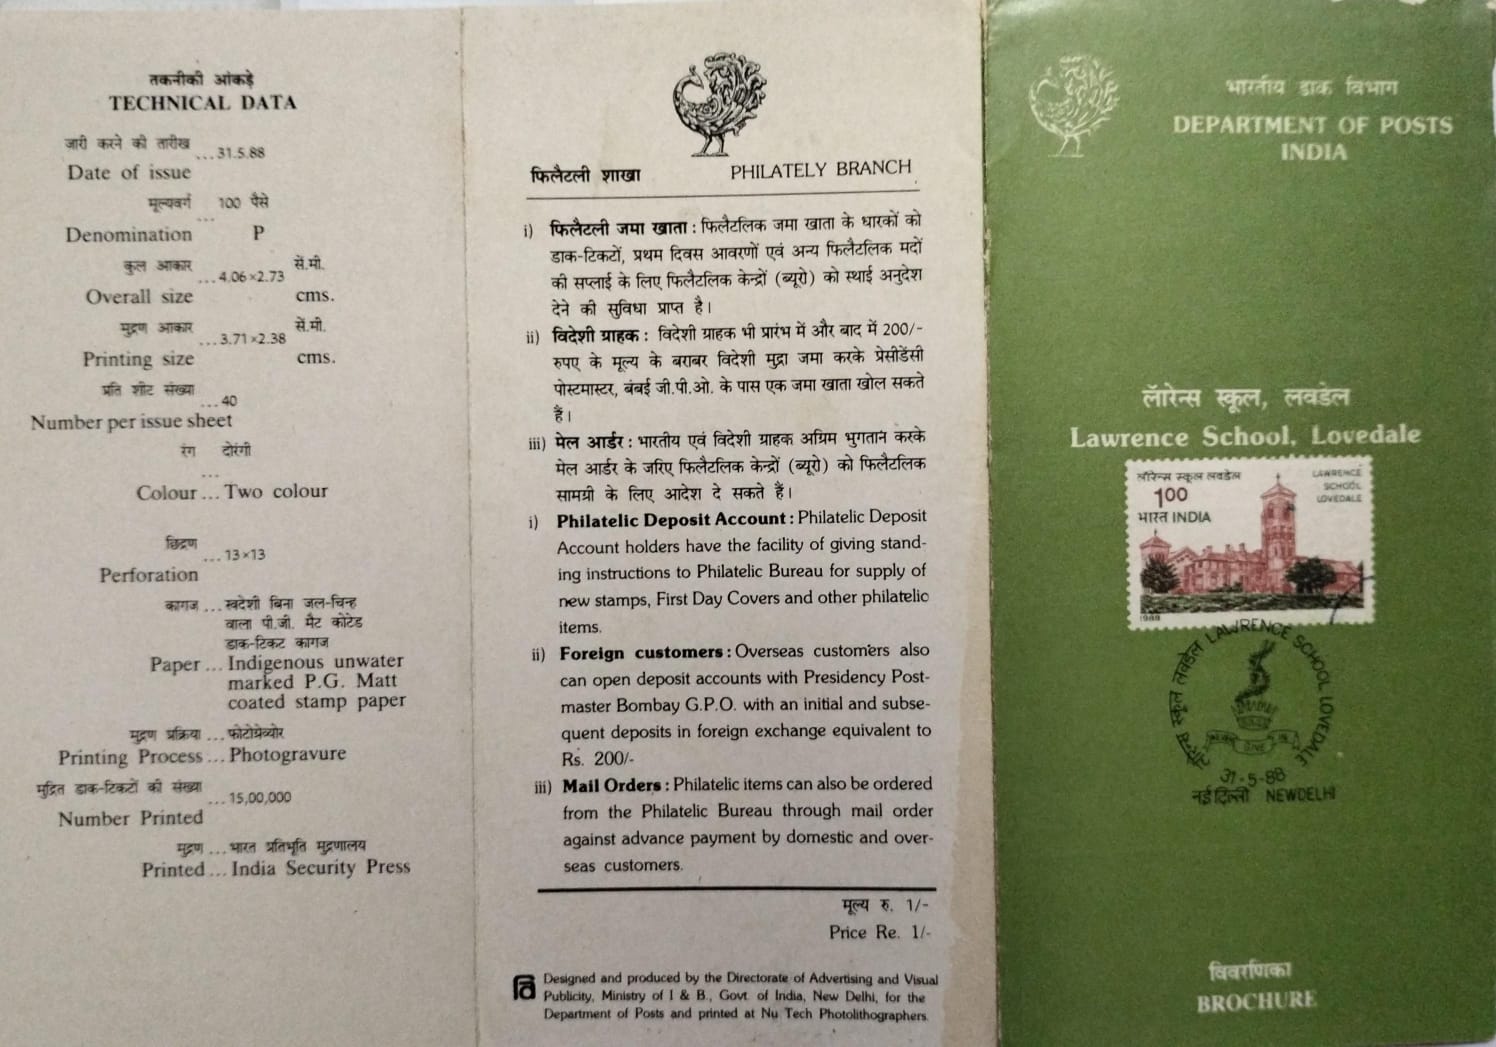 तकनीकी आंकड़े
TECHNICAL DATA
जारी करने की तारीख
...31.5.88
Date of issue
मूल्यवर्ग 100 पैसे
...
Denomination P
कुल आकार सें.मी.
...4.06×2.73
Overall size cms.
मुद्रण आकार सें.मी.
...3.71×2.38
Printing size cms.
प्रति शीट संख्या
...40
Number per issue sheet
रंग दोरंगी
...
Colour ... Two colour
छिद्रण
...13×13
Perforation
कागज ... स्वदेशी बिना जल-चिन्ह
वाला पी.जी. मैट कोटेड
डाक-टिकट कागज
Paper ... Indigenous unwater
marked P.G. Matt
coated stamp paper
मुद्रण प्रक्रिया ... फोटोग्रेव्योर
Printing Process ... Photogravure
मुद्रित डाक-टिकटों की संख्या
...15,00,000
Number Printed
मुद्रण ... भारत प्रतिभूति मुद्रणालय
Printed ... India Security Press
फिलैटली शाखा PHILATELY BRANCH
i) फिलैटली जमा खाता : फिलैटलिक जमा खाता के धारकों को
डाक-टिकटों, प्रथम दिवस आवरणों एवं अन्य फिलैटलिक मदों
की सप्लाई के लिए फिलैटलिक केन्द्रों (ब्यूरो) को स्थाई अनुदेश
देने की सुविधा प्राप्त है।
ii) विदेशी ग्राहक : विदेशी ग्राहक भी प्रारंभ में और बाद में 200/-
रुपए के मूल्य के बराबर विदेशी मुद्रा जमा करके प्रेसीडेंसी
पोस्टमास्टर, बंबई जी.पी.ओ. के पास एक जमा खाता खोल सकते
हैं।
iii) मेल आर्डर : भारतीय एवं विदेशी ग्राहक अग्रिम भुगतान करके
मेल आर्डर के जरिए फिलैटलिक केन्द्रों (ब्यूरो) को फिलैटलिक
सामग्री के लिए आदेश दे सकते हैं।
i) Philatelic Deposit Account : Philatelic Deposit
Account holders have the facility of giving stand-
ing instructions to Philatelic Bureau for supply of
new stamps, First Day Covers and other philatelic
items.
ii) Foreign customers : Overseas customers also
can open deposit accounts with Presidency Post-
master Bombay G.P.O. with an initial and subse-
quent deposits in foreign exchange equivalent to
Rs. 200/-
iii) Mail Orders : Philatelic items can also be ordered
from the Philatelic Bureau through mail order
against advance payment by domestic and over-
seas customers.
मूल्य रु. 1/-
Price Re. 1/-
Designed and produced by the Directorate of Advertising and Visual
Publicity, Ministry of I & B., Govt. of India, New Delhi, for the
Department of Posts and printed at Nu Tech Photolithographers.
भारतीय डाक विभाग
DEPARTMENT OF POSTS
INDIA
लॉरेन्स स्कूल, लवडेल
Lawrence School, Lovedale
लॉरेन्स स्कूल लवडेल
LAWRENCE
SCHOOL
LOVEDALE
1.00
भारत INDIA
1988
लॉरेन्स स्कूल लवडेल LAWRENCE SCHOOL LOVEDALE
NEVER GIVE IN
31-5-88
नई दिल्ली NEW DELHI
विवरणिका
BROCHURE